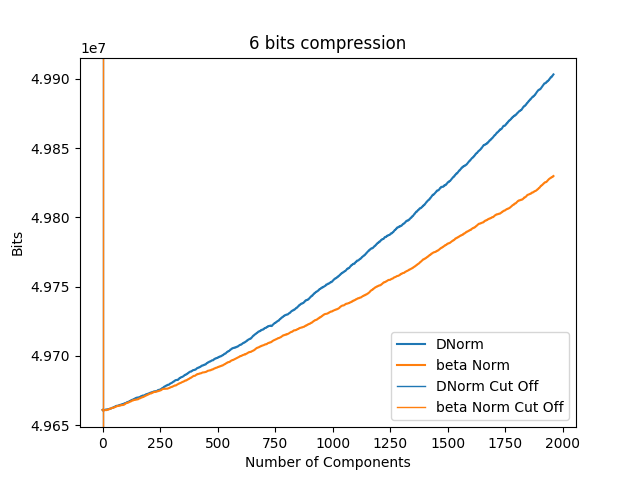 6 bits compression
1e7
4.990
4.985
4.980
4.975
4.970
4.965
Bits
0 250 500 750 1000 1250 1500 1750 2000
Number of Components
DNorm
beta Norm
DNorm Cut Off
beta Norm Cut Off